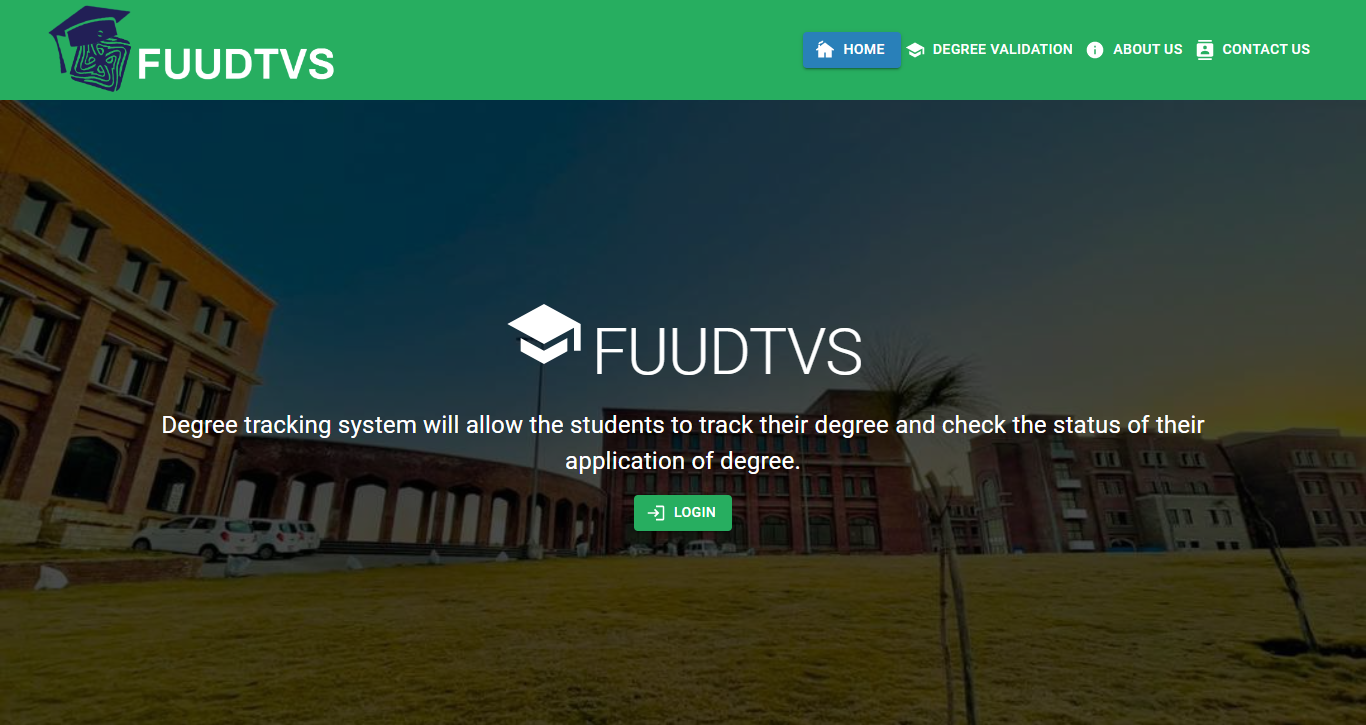 FUUDTVS
HOME
DEGREE VALIDATION
ABOUT US
CONTACT US
FUUDTVS
Degree tracking system will allow the students to track their degree and check the status of their
application of degree.
LOGIN